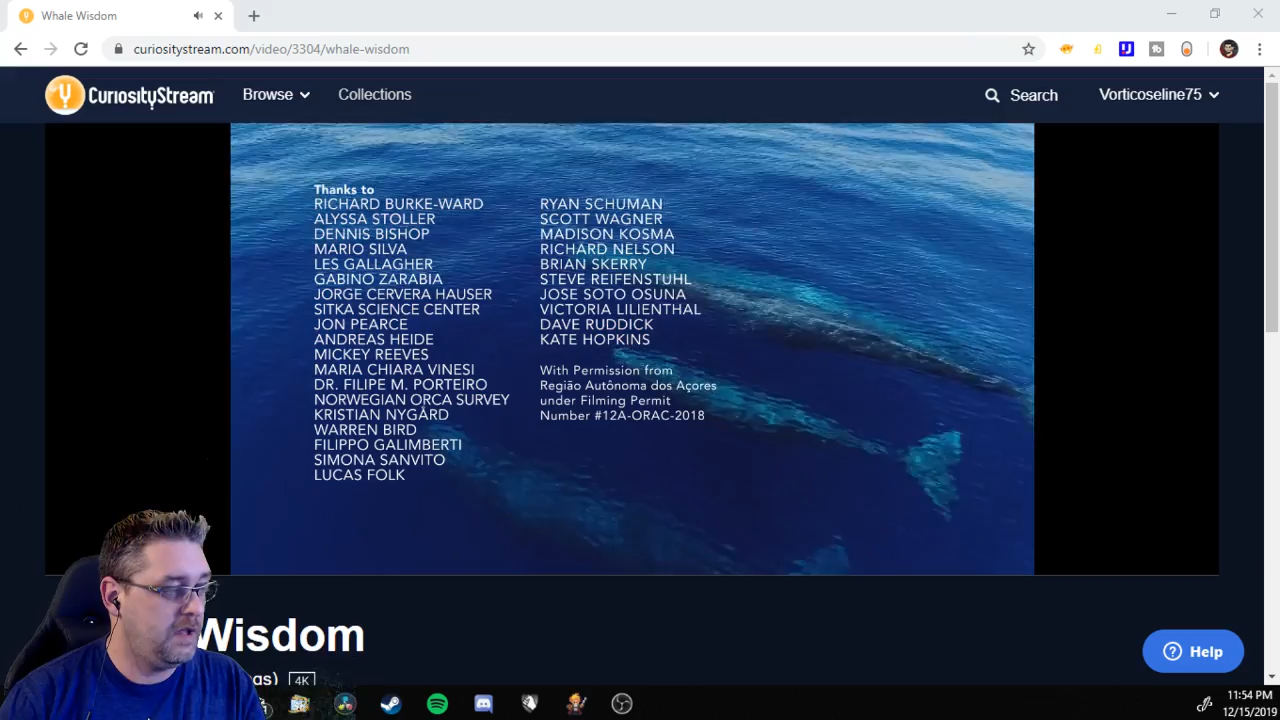 Whale Wisdom
curiositystream.com/video/3304/whale-wisdom
CURIOSITYSTREAM
Browse
Collections
Search
Vorticoseline75
Thanks to
RICHARD BURKE-WARD
ALYSSA STOLLER
DENNIS BISHOP
MARIO SILVA
LES GALLAGHER
GABINO ZARABIA
JORGE CERVERA HAUSER
SITKA SCIENCE CENTER
JON PEARCE
ANDREAS HEIDE
MICKEY REEVES
MARIA CHIARA VINESI
DR. FILIPE M. PORTEIRO
NORWEGIAN ORCA SURVEY
KRISTIAN NYGÅRD
WARREN BIRD
FILIPPO GALIMBERTI
SIMONA SANVITO
LUCAS FOLK
RYAN SCHUMAN
SCOTT WAGNER
MADISON KOSMA
RICHARD NELSON
BRIAN SKERRY
STEVE REIFENSTUHL
JOSE SOTO OSUNA
VICTORIA LILIENTHAL
DAVE RUDDICK
KATE HOPKINS
With Permission from
Região Autônoma dos Açores
under Filming Permit
Number #12A-ORAC-2018
Wisdom
4K
Help
11:54 PM
12/15/2019